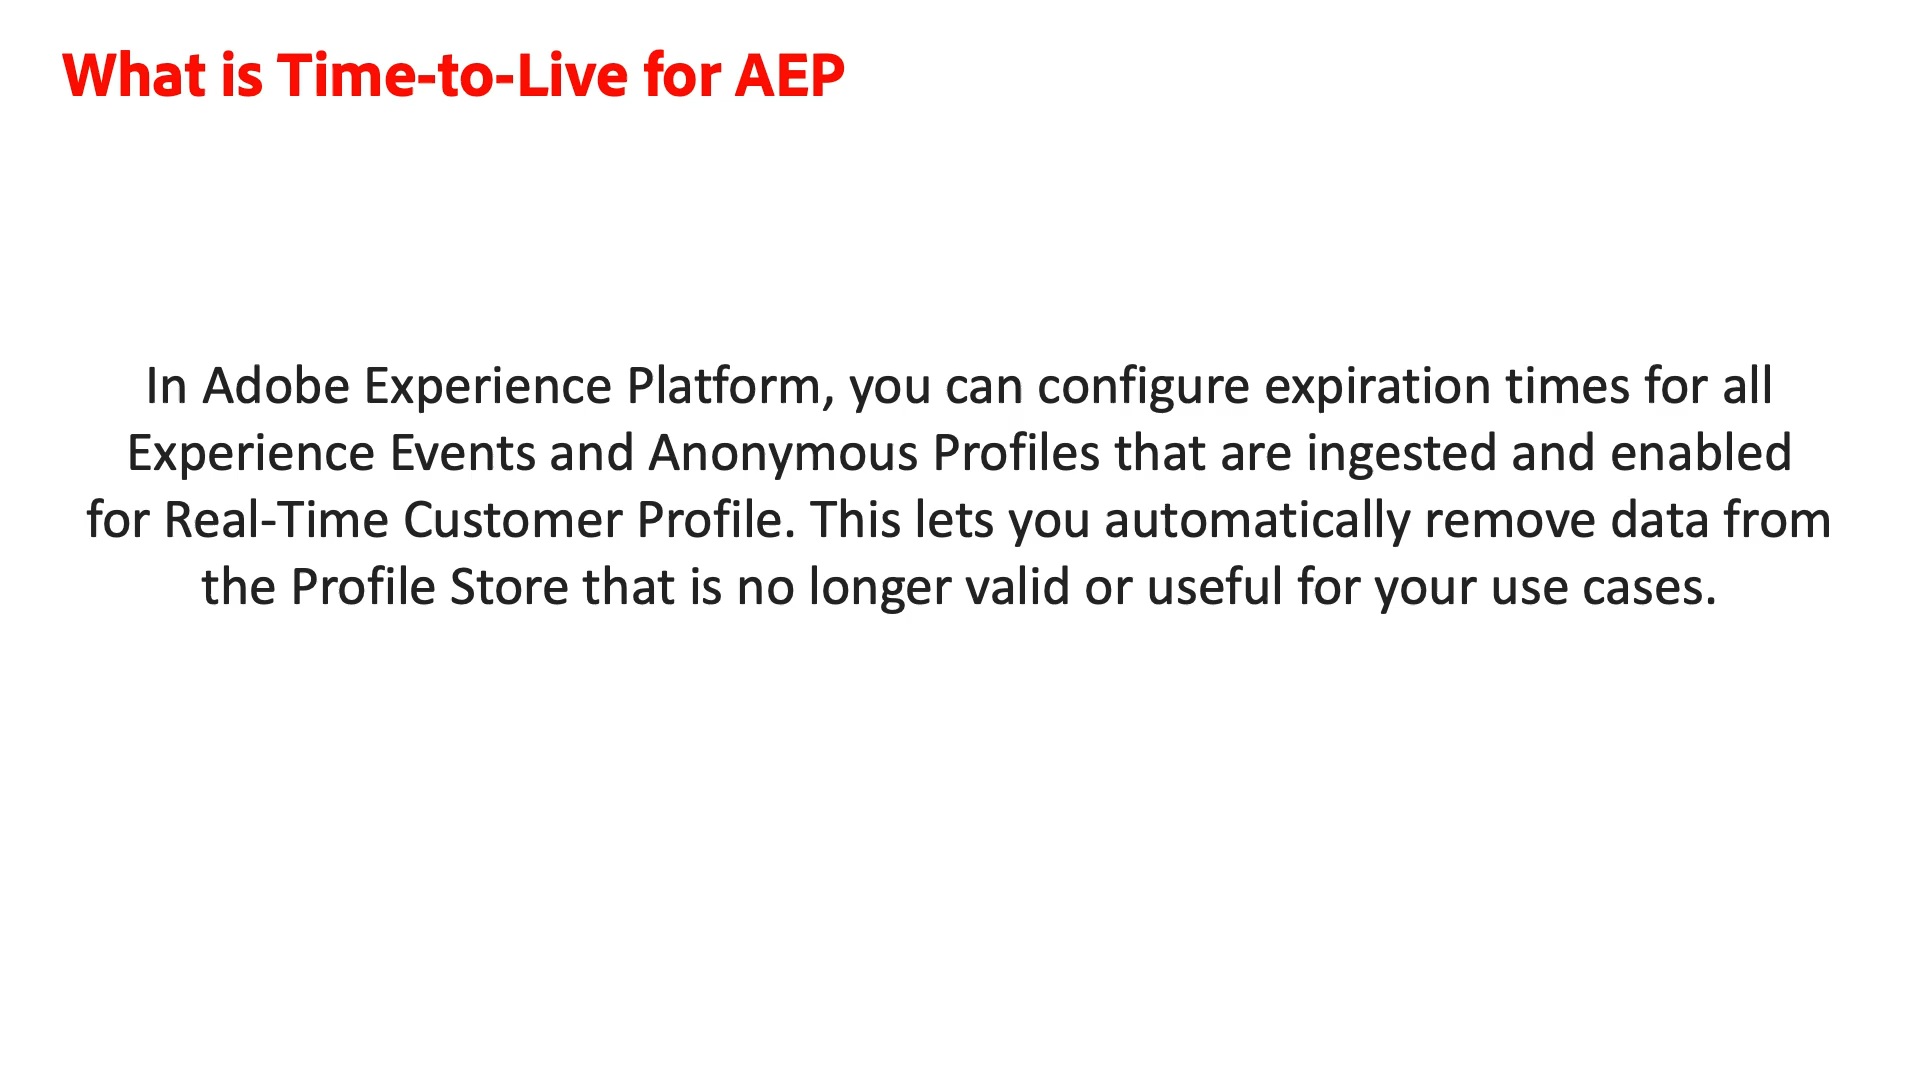 What is Time-to-Live for AEP
In Adobe Experience Platform, you can configure expiration times for all
Experience Events and Anonymous Profiles that are ingested and enabled
for Real-Time Customer Profile. This lets you automatically remove data from
the Profile Store that is no longer valid or useful for your use cases.